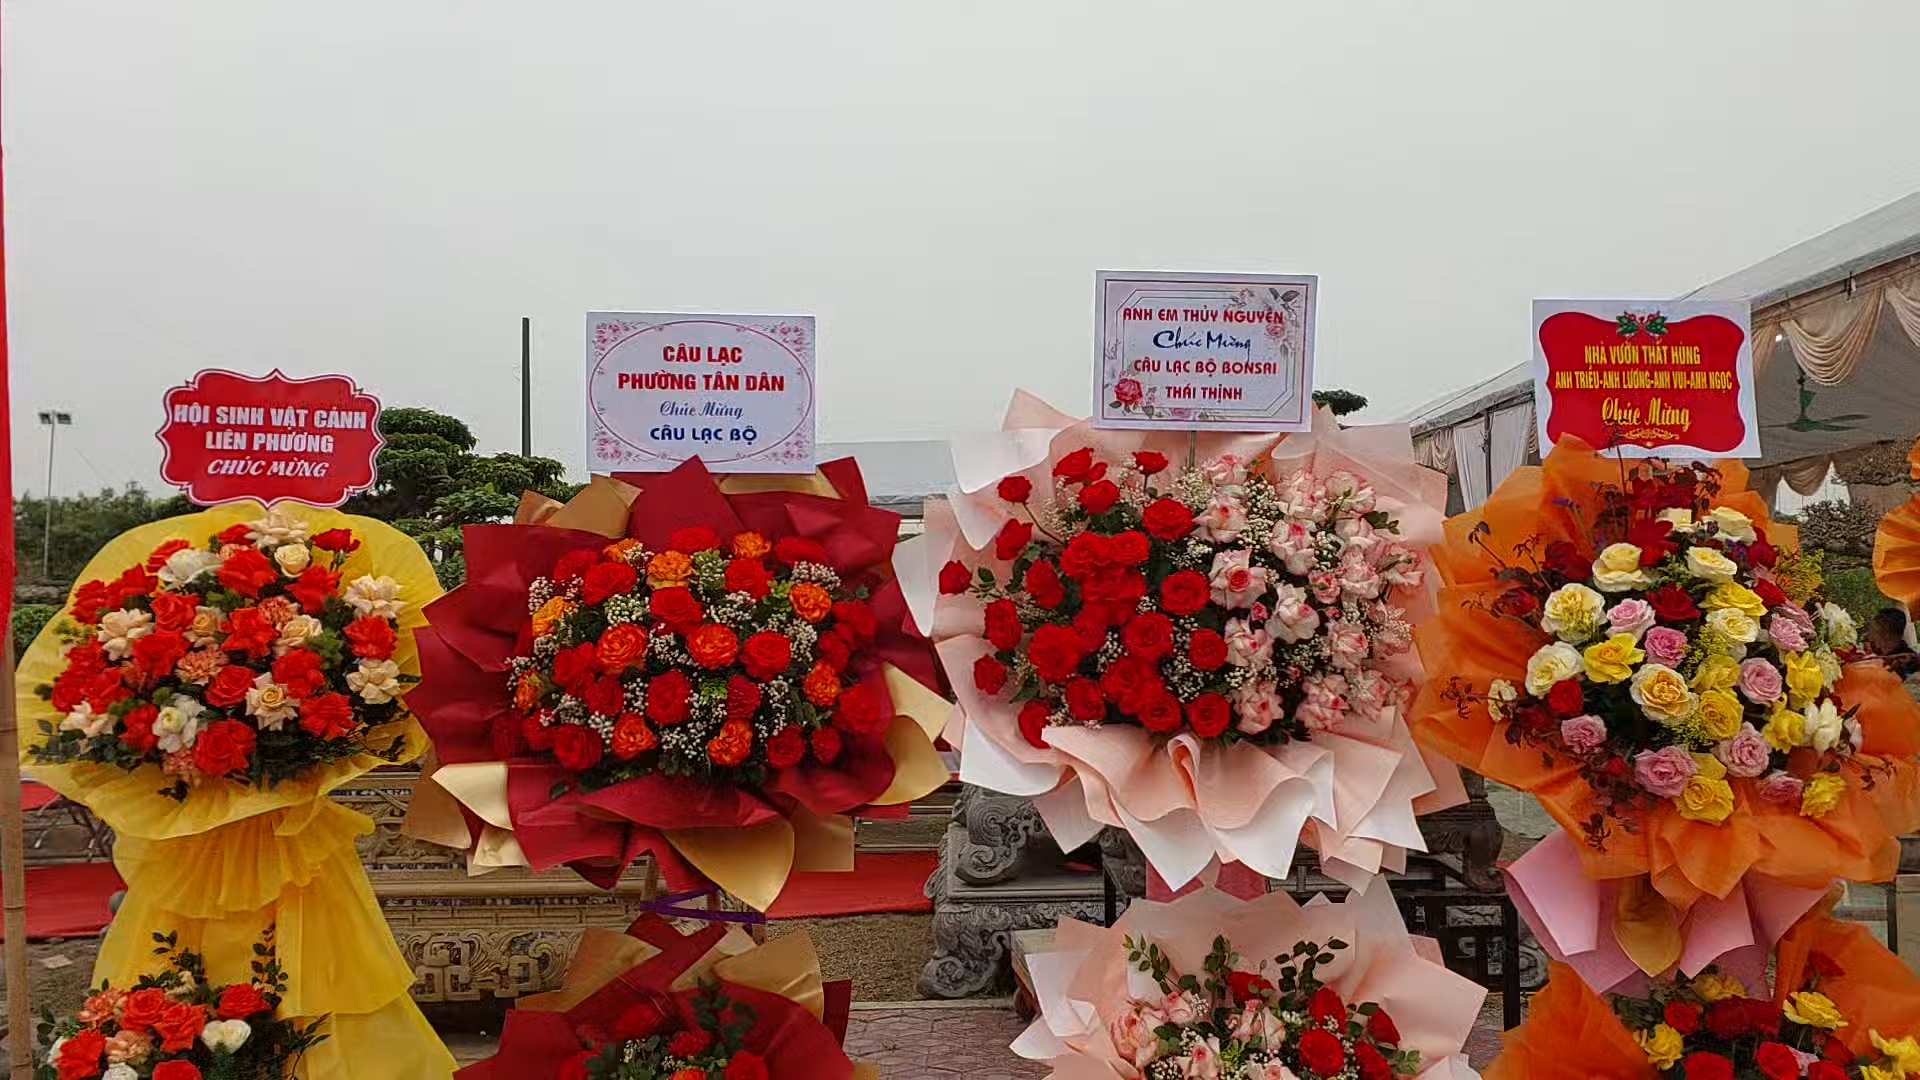 HỘI SINH VẬT CẢNH
LIÊN PHƯƠNG
CHÚC MỪNG
CÂU LẠC
PHƯỜNG TÂN DÂN
Chúc Mừng
CÂU LẠC BỘ
ANH EM THỦY NGUYÊN
Chúc Mừng
CÂU LẠC BỘ BONSAI
THÁI THỊNH
NHÀ VƯỜN THẤT HÙNG
ANH TRIỀU-ANH LƯƠNG-ANH VUI-ANH NGỌC
Chúc Mừng